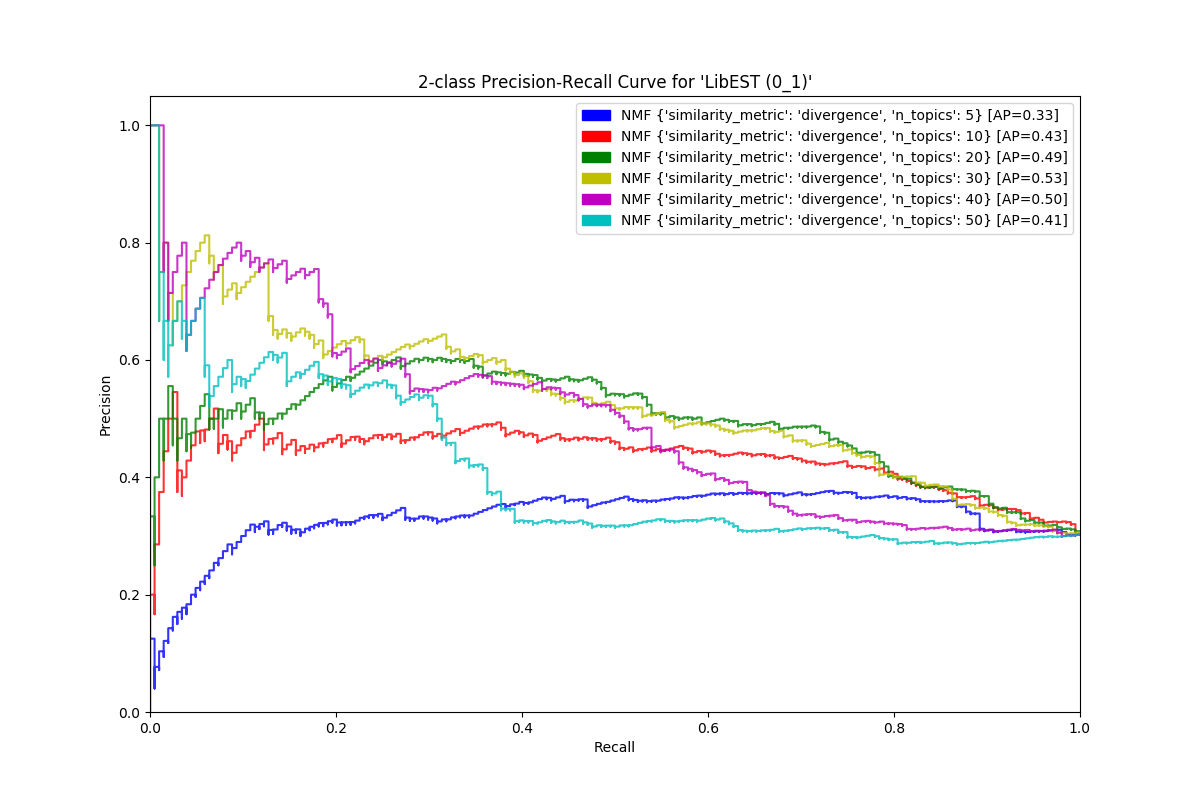 2-class Precision-Recall Curve for 'LibEST (0_1)'
NMF {'similarity_metric': 'divergence', 'n_topics': 5} [AP=0.33]
NMF {'similarity_metric': 'divergence', 'n_topics': 10} [AP=0.43]
NMF {'similarity_metric': 'divergence', 'n_topics': 20} [AP=0.49]
NMF {'similarity_metric': 'divergence', 'n_topics': 30} [AP=0.53]
NMF {'similarity_metric': 'divergence', 'n_topics': 40} [AP=0.50]
NMF {'similarity_metric': 'divergence', 'n_topics': 50} [AP=0.41]
1.0
0.8
0.6
0.4
0.2
0.0
Precision
0.0 0.2 0.4 0.6 0.8 1.0
Recall